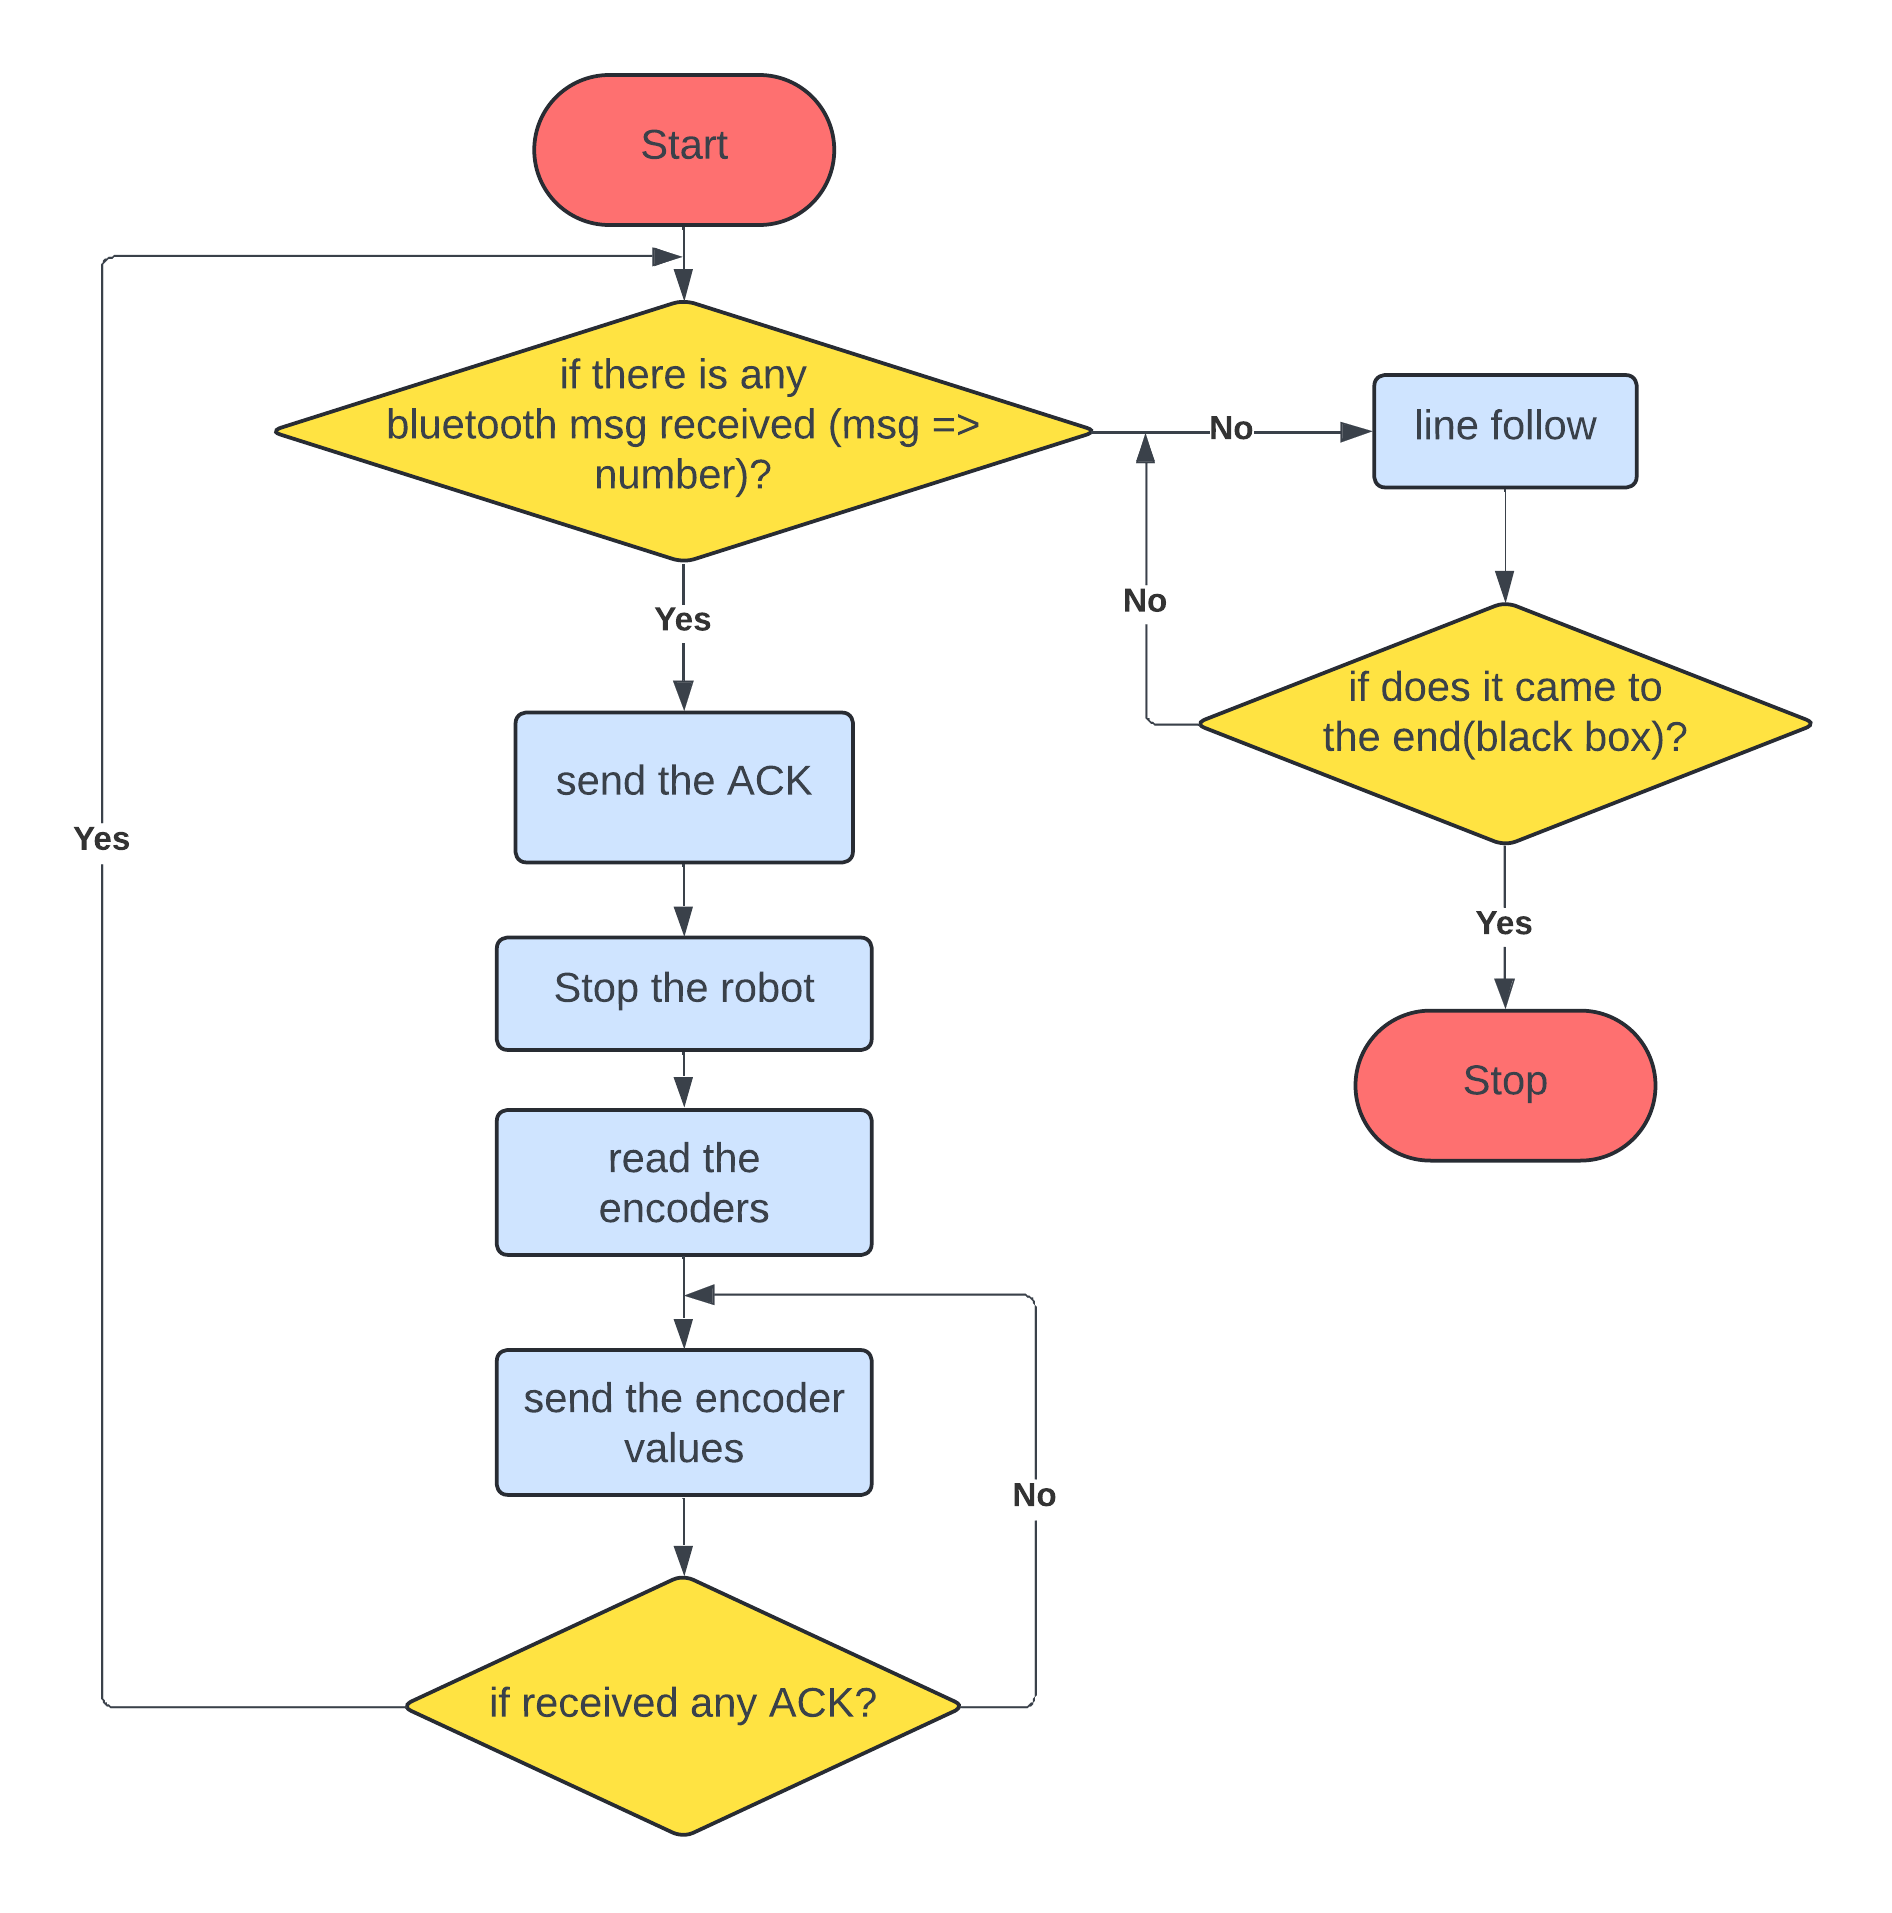 Start
if there is any
bluetooth msg received (msg =>
number)?
No
line follow
No
Yes
if does it came to
the end(black box)?
send the ACK
Yes
Yes
Stop the robot
Stop
read the
encoders
send the encoder
values
No
if received any ACK?